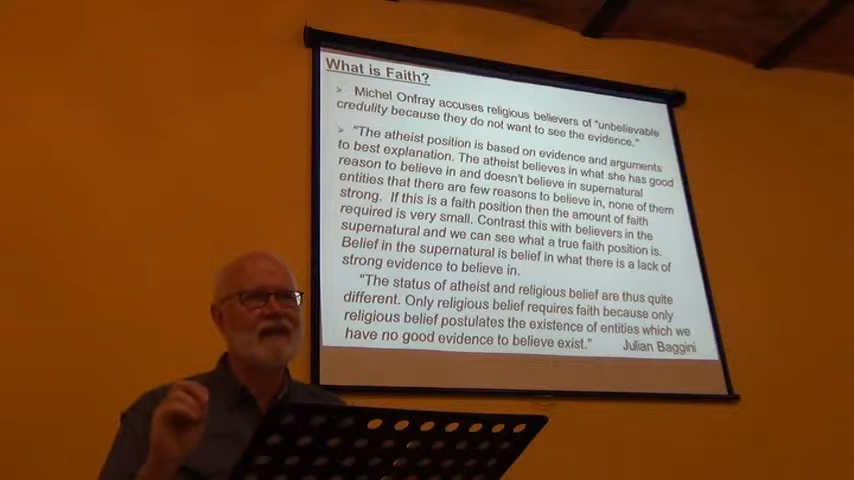 What is Faith?
➢ Michel Onfray accuses religious believers of "unbelievable
credulity because they do not want to see the evidence."
➢ "The atheist position is based on evidence and arguments
to best explanation. The atheist believes in what she has good
reason to believe in and doesn't believe in supernatural
entities that there are few reasons to believe in, none of them
strong. If this is a faith position then the amount of faith
required is very small. Contrast this with believers in the
supernatural and we can see what a true faith position is.
Belief in the supernatural is belief in what there is a lack of
strong evidence to believe in.
"The status of atheist and religious belief are thus quite
different. Only religious belief requires faith because only
religious belief postulates the existence of entities which we
have no good evidence to believe exist." Julian Baggini